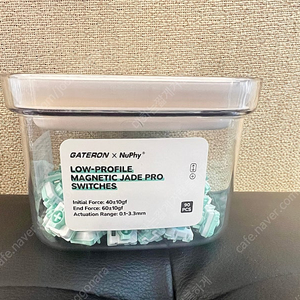 GATERON × NuPhy®
LOW-PROFILE
MAGNETIC JADE PRO
SWITCHES
Initial Force: 40±10gf
End Force: 60±10gf
Actuation Range: 0.1-3.3mm
90
PCS